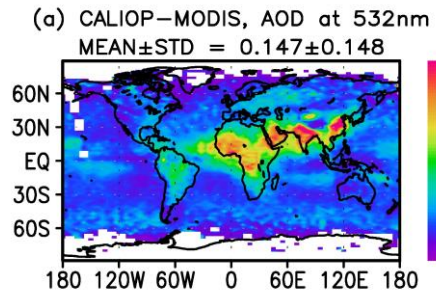 (a) CALIOP-MODIS, AOD at 532nm
MEAN±STD = 0.147±0.148
60N
30N
EQ
30S
60S
180 120W 60W 0 60E 120E 180